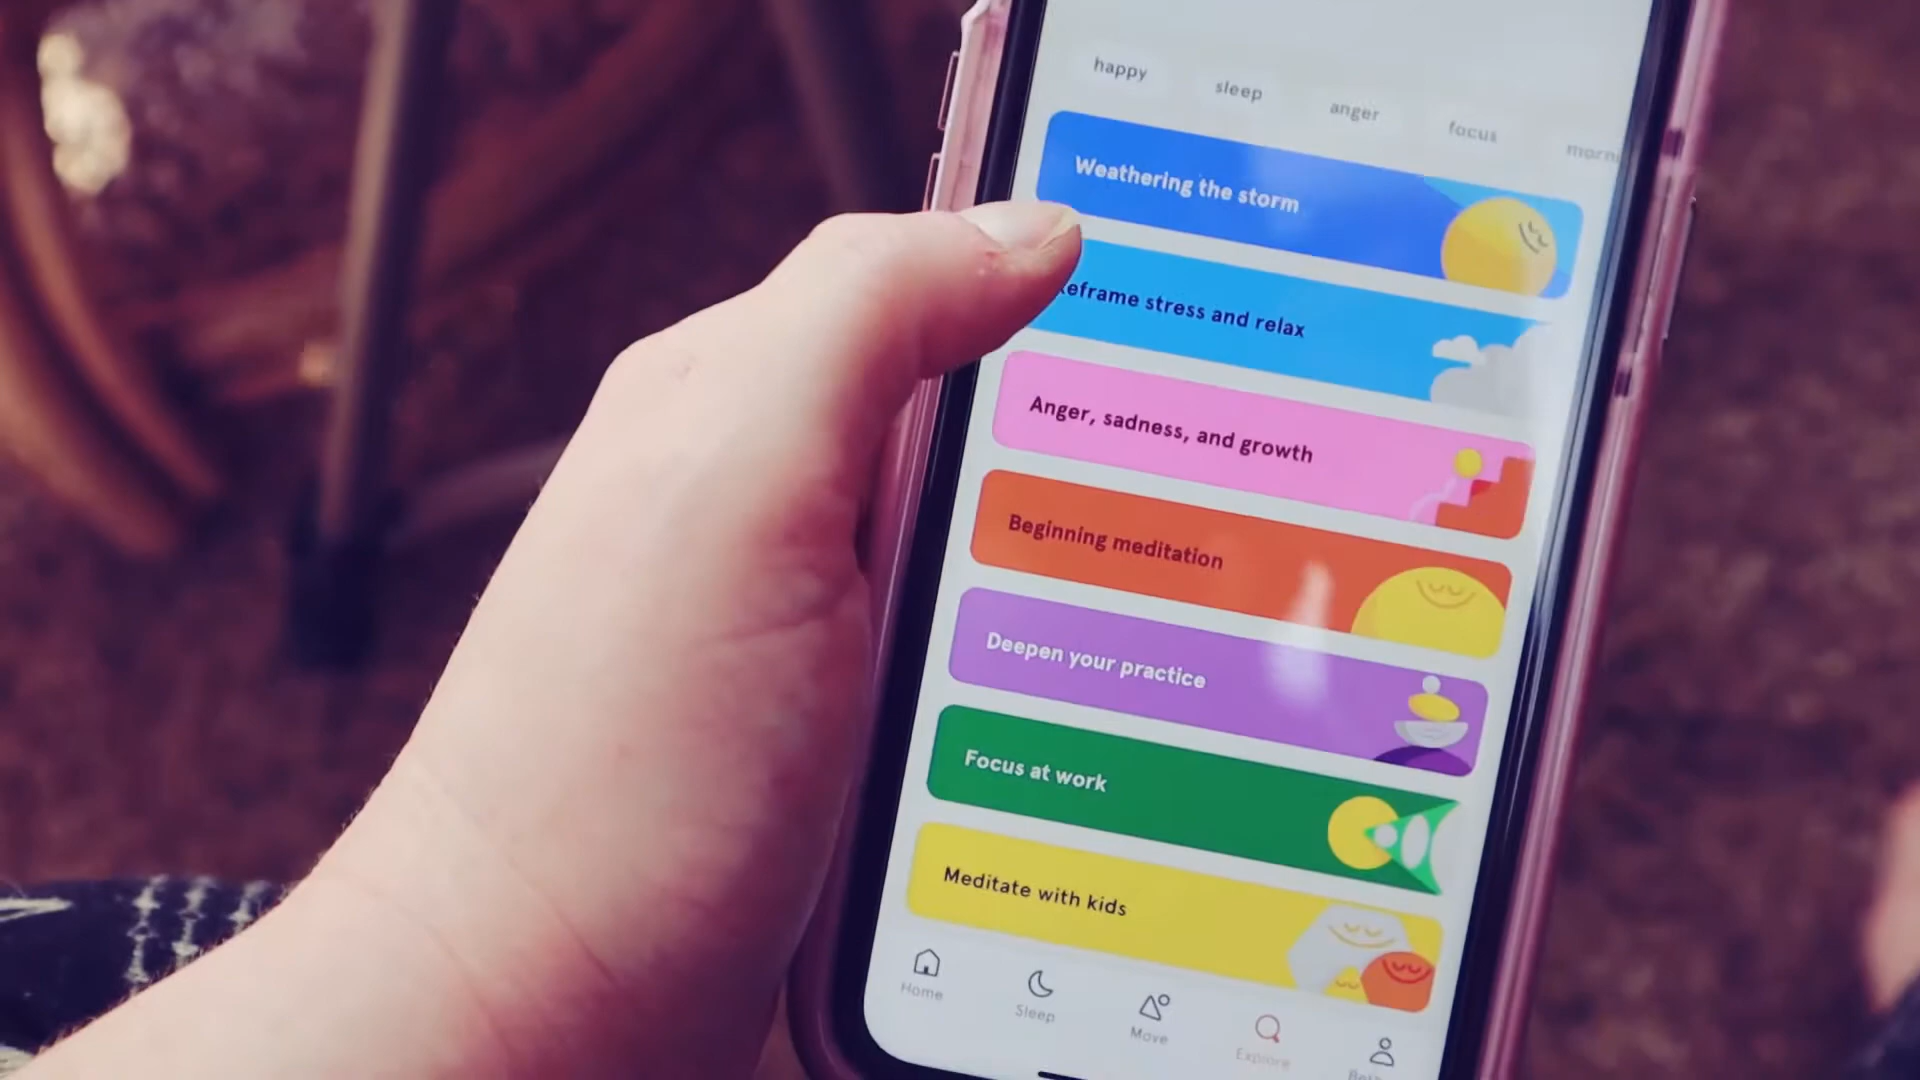 happy
sleep
anger
focus
morni
Weathering the storm
eframe stress and relax
Anger, sadness, and growth
Beginning meditation
Deepen your practice
Focus at work
Meditate with kids
Home
Sleep
Move
Explore